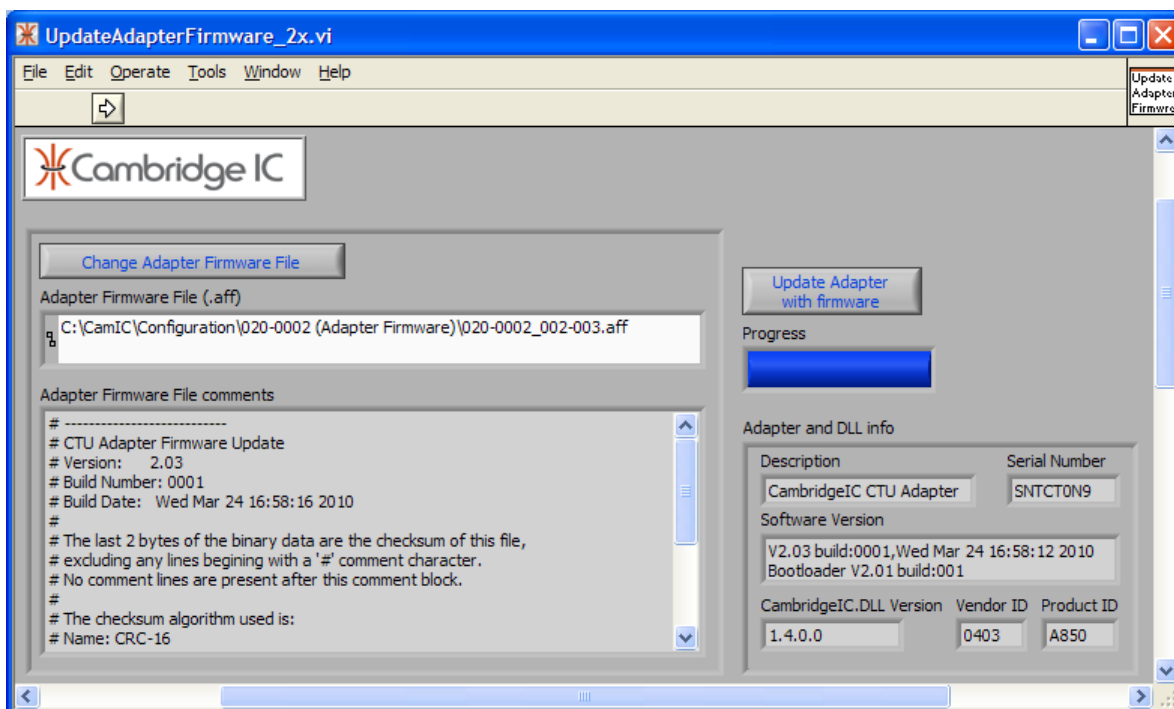 UpdateAdapterFirmware_2x.vi
File Edit Operate Tools Window Help
Update
Adapter
Firmwre
Cambridge IC
Change Adapter Firmware File
Adapter Firmware File (.aff)
C:\CamIC\Configuration\020-0002 (Adapter Firmware)\020-0002_002-003.aff
Adapter Firmware File comments
# ---------------------------
# CTU Adapter Firmware Update
# Version: 2.03
# Build Number: 0001
# Build Date: Wed Mar 24 16:58:16 2010
#
# The last 2 bytes of the binary data are the checksum of this file,
# excluding any lines begining with a '#' comment character.
# No comment lines are present after this comment block.
#
# The checksum algorithm used is:
# Name: CRC-16
Update Adapter
with firmware
Progress
Adapter and DLL info
Description Serial Number
CambridgeIC CTU Adapter SNTCT0N9
Software Version
V2.03 build:0001,Wed Mar 24 16:58:12 2010
Bootloader V2.01 build:001
CambridgeIC.DLL Version Vendor ID Product ID
1.4.0.0 0403 A850